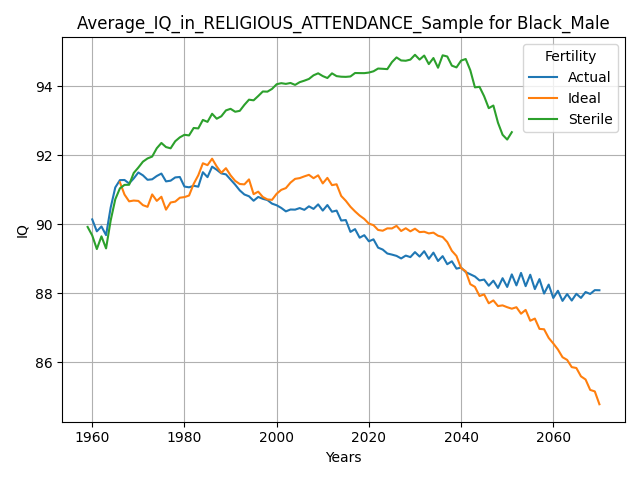 Average_IQ_in_RELIGIOUS_ATTENDANCE_Sample for Black_Male
Fertility
Actual
Ideal
Sterile
IQ
94
92
90
88
86
1960
1980
2000
2020
2040
2060
Years